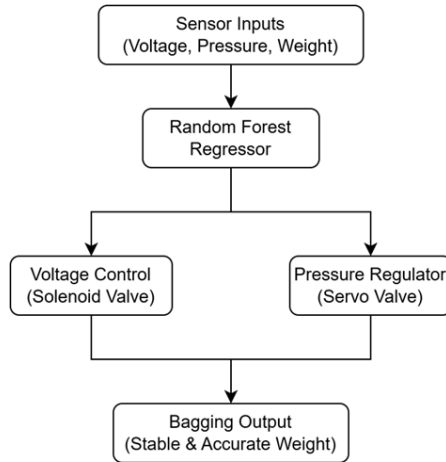 Sensor Inputs
(Voltage, Pressure, Weight)
Random Forest
Regressor
Voltage Control
(Solenoid Valve)
Pressure Regulator
(Servo Valve)
Bagging Output
(Stable & Accurate Weight)